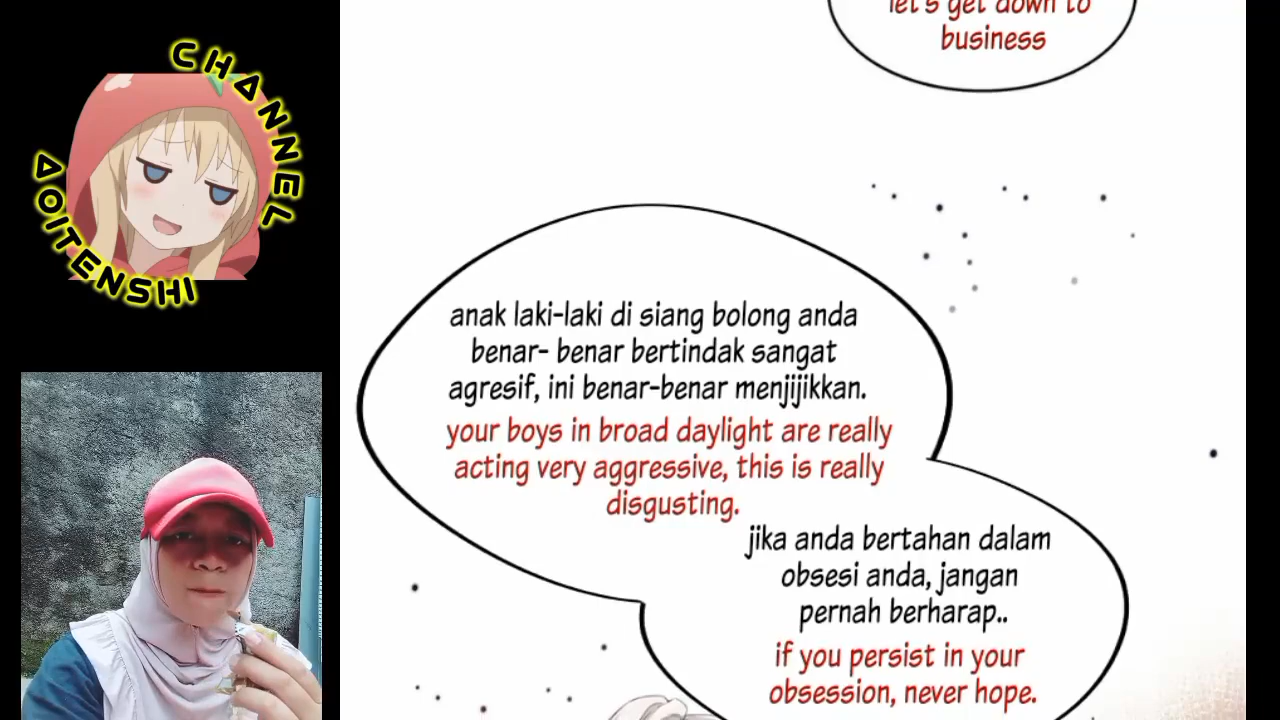 let's get down to
business
CHANNEL
AOITENSHI
anak laki-laki di siang bolong anda
benar- benar bertindak sangat
agresif, ini benar-benar menjijikkan.
your boys in broad daylight are really
acting very aggressive, this is really
disgusting.
jika anda bertahan dalam
obsesi anda, jangan
pernah berharap..
if you persist in your
obsession, never hope.